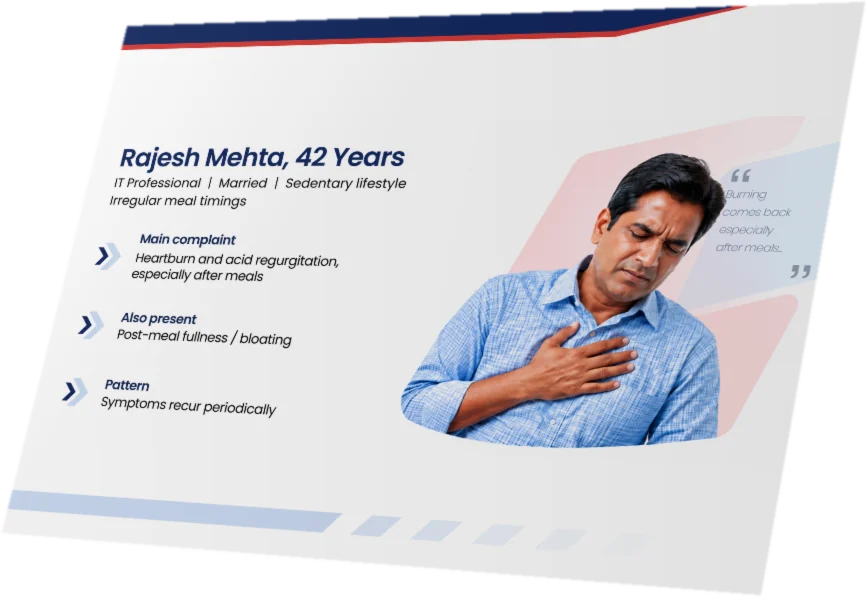 Rajesh Mehta, 42 Years
IT Professional | Married | Sedentary lifestyle
Irregular meal timings
Main complaint
Heartburn and acid regurgitation,
especially after meals
Also present
Post-meal fullness / bloating
Pattern
Symptoms recur periodically
“
Burning
comes back
especially
after meals...
”